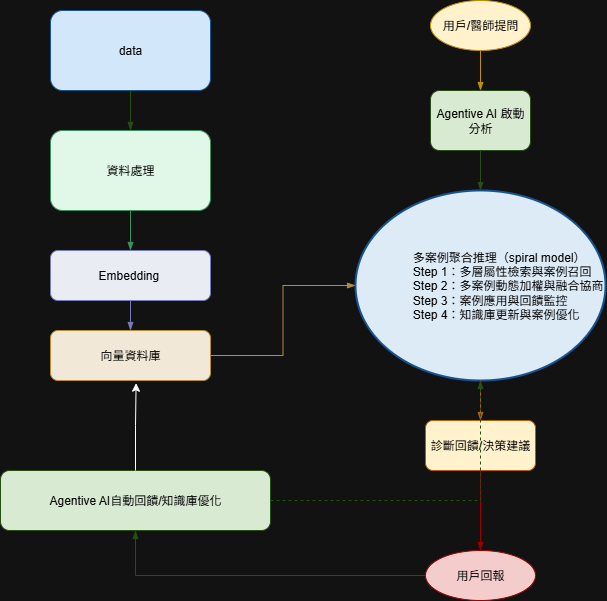 data
資料處理
Embedding
向量資料庫
Agentive AI自動回饋/知識庫優化
用戶/醫師提問
Agentive AI 啟動
分析
多案例聚合推理（spiral model）
Step 1：多層屬性檢索與案例召回
Step 2：多案例動態加權與融合協商
Step 3：案例應用與回饋監控
Step 4：知識庫更新與案例優化
診斷回饋/決策建議
用戶回報